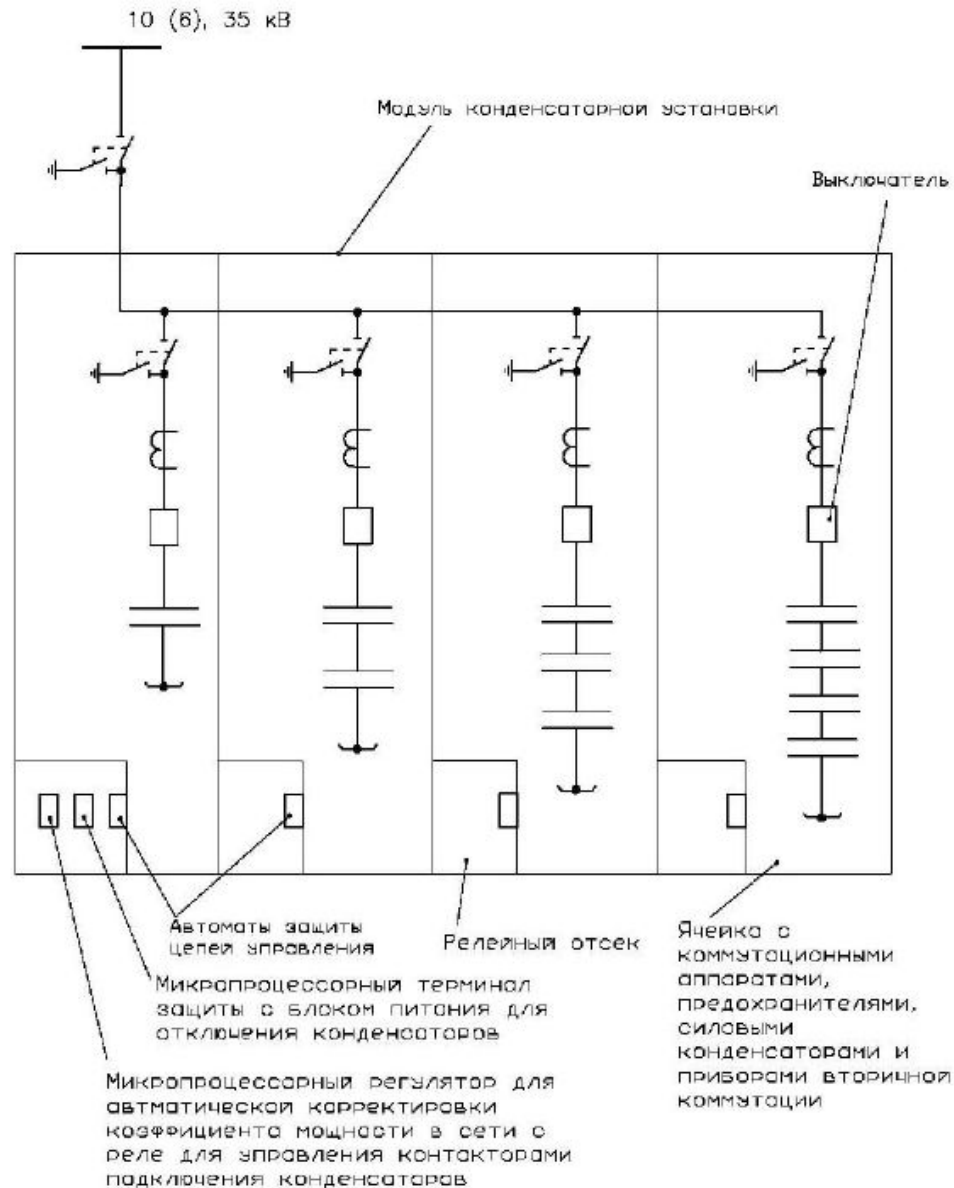 10 (6), 35 кВ
Модуль конденсаторной установки
Выключатель
Автоматы защиты
цепей управления
Релейный отсек
Ячейка с
коммутационными
аппаратами,
предохранителями,
силовыми
конденсаторами и
приборами вторичной
коммутации
Микропроцессорный терминал
защиты с блоком питания для
отключения конденсаторов
Микропроцессорный регулятор для
автматической корректировки
коэффициента мощности в сети с
реле для управления контакторами
подключения конденсаторов